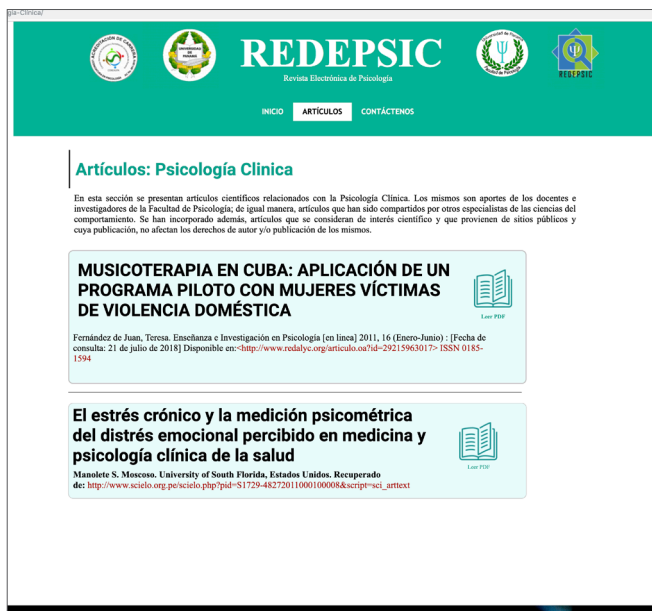 gía-Clinica/
REDEPSIC
Revista Electrónica de Psicología
UNIVERSIDAD DE PANAMÁ
REDEPSIC
INICIO ARTÍCULOS CONTÁCTENOS
Artículos: Psicología Clinica
En esta sección se presentan artículos científicos relacionados con la Psicología Clínica. Los mismos son aportes de los docentes e
investigadores de la Facultad de Psicología; de igual manera, artículos que han sido compartidos por otros especialistas de las ciencias del
comportamiento. Se han incorporado además, artículos que se consideran de interés científico y que provienen de sitios públicos y
cuya publicación, no afectan los derechos de autor y/o publicación de los mismos.
MUSICOTERAPIA EN CUBA: APLICACIÓN DE UN
PROGRAMA PILOTO CON MUJERES VÍCTIMAS
DE VIOLENCIA DOMÉSTICA
Leer PDF
Fernández de Juan, Teresa. Enseñanza e Investigación en Psicología [en linea] 2011, 16 (Enero-Junio) : [Fecha de
consulta: 21 de julio de 2018] Disponible en:<http://www.redalyc.org/articulo.oa?id=29215963017> ISSN 0185-
1594
El estrés crónico y la medición psicométrica
del distrés emocional percibido en medicina y
psicología clínica de la salud
Leer PDF
Manolete S. Moscoso. University of South Florida, Estados Unidos. Recuperado
de: http://www.scielo.org.pe/scielo.php?pid=S1729-48272011000100008&script=sci_arttext